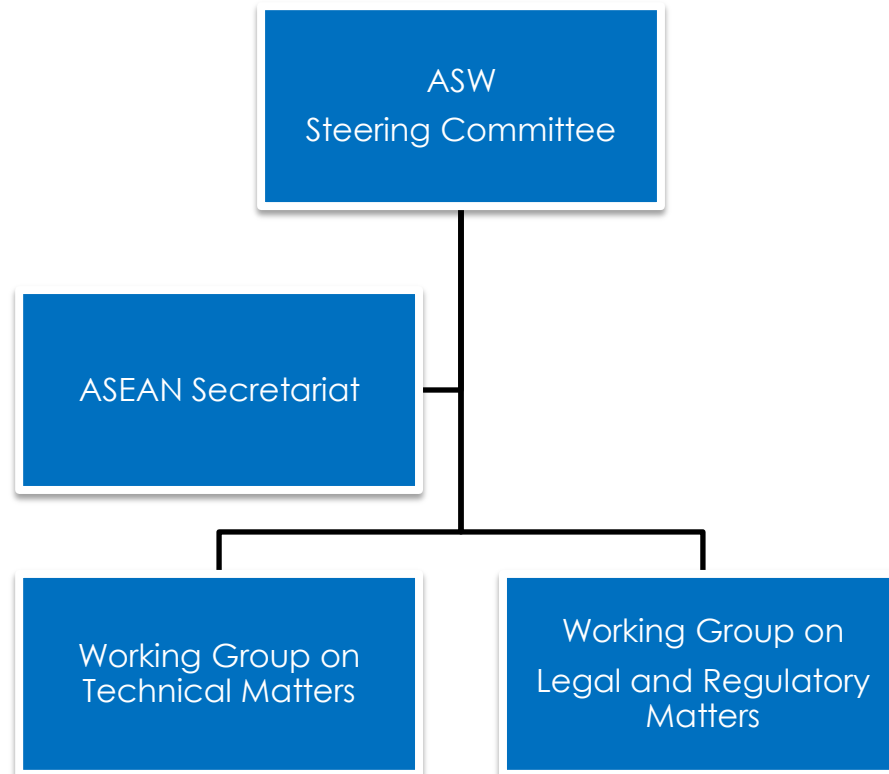 ASW
Steering Committee
ASEAN Secretariat
Working Group on
Technical Matters
Working Group on
Legal and Regulatory
Matters